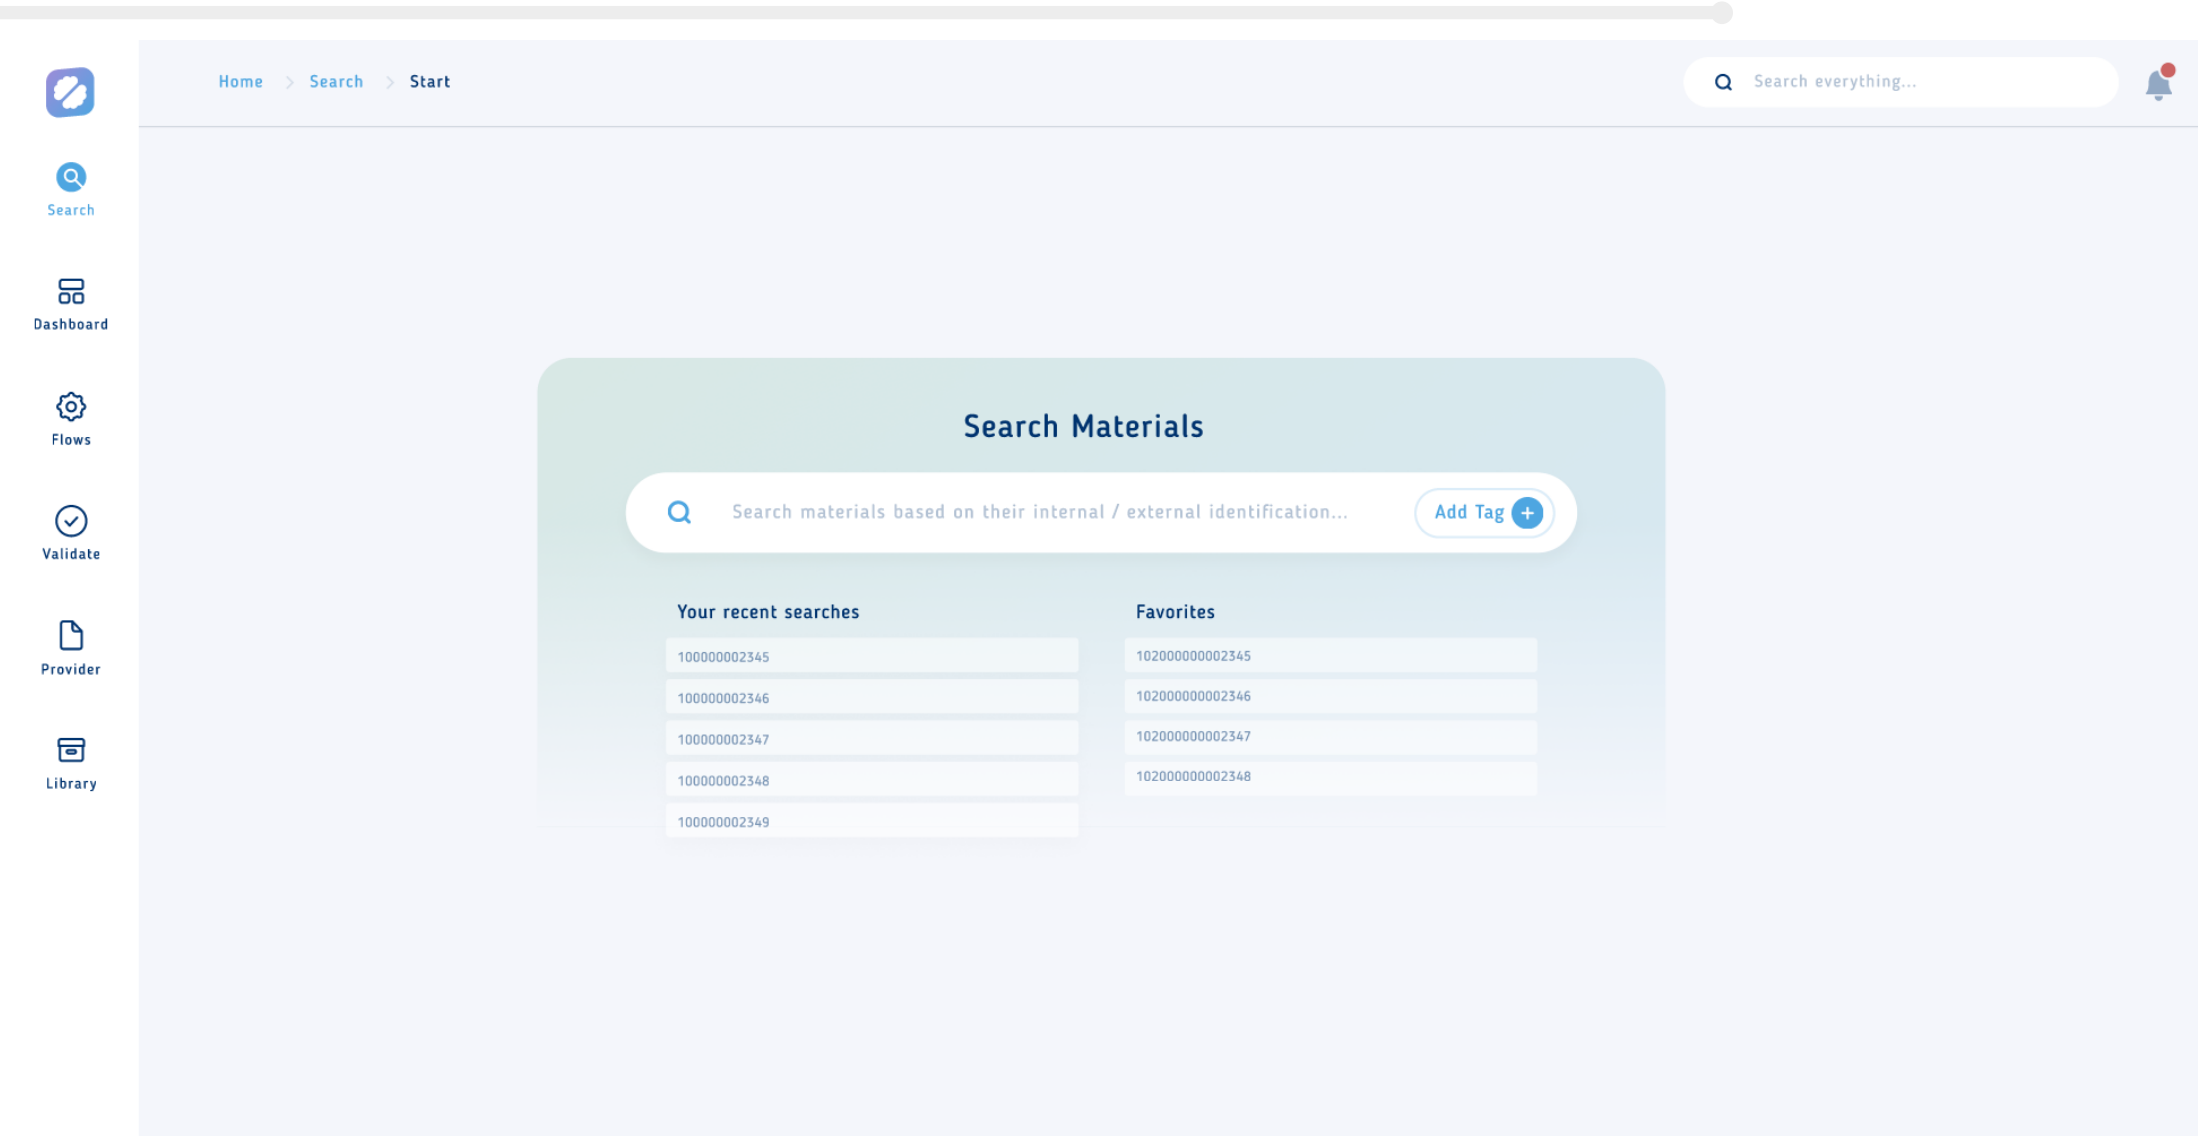 Home > Search > Start
Search everything...
Search
Dashboard
Flows
Validate
Provider
Library
Search Materials
Search materials based on their internal / external identification...
Add Tag +
Your recent searches
100000002345
100000002346
100000002347
100000002348
100000002349
Favorites
102000000002345
102000000002346
102000000002347
102000000002348